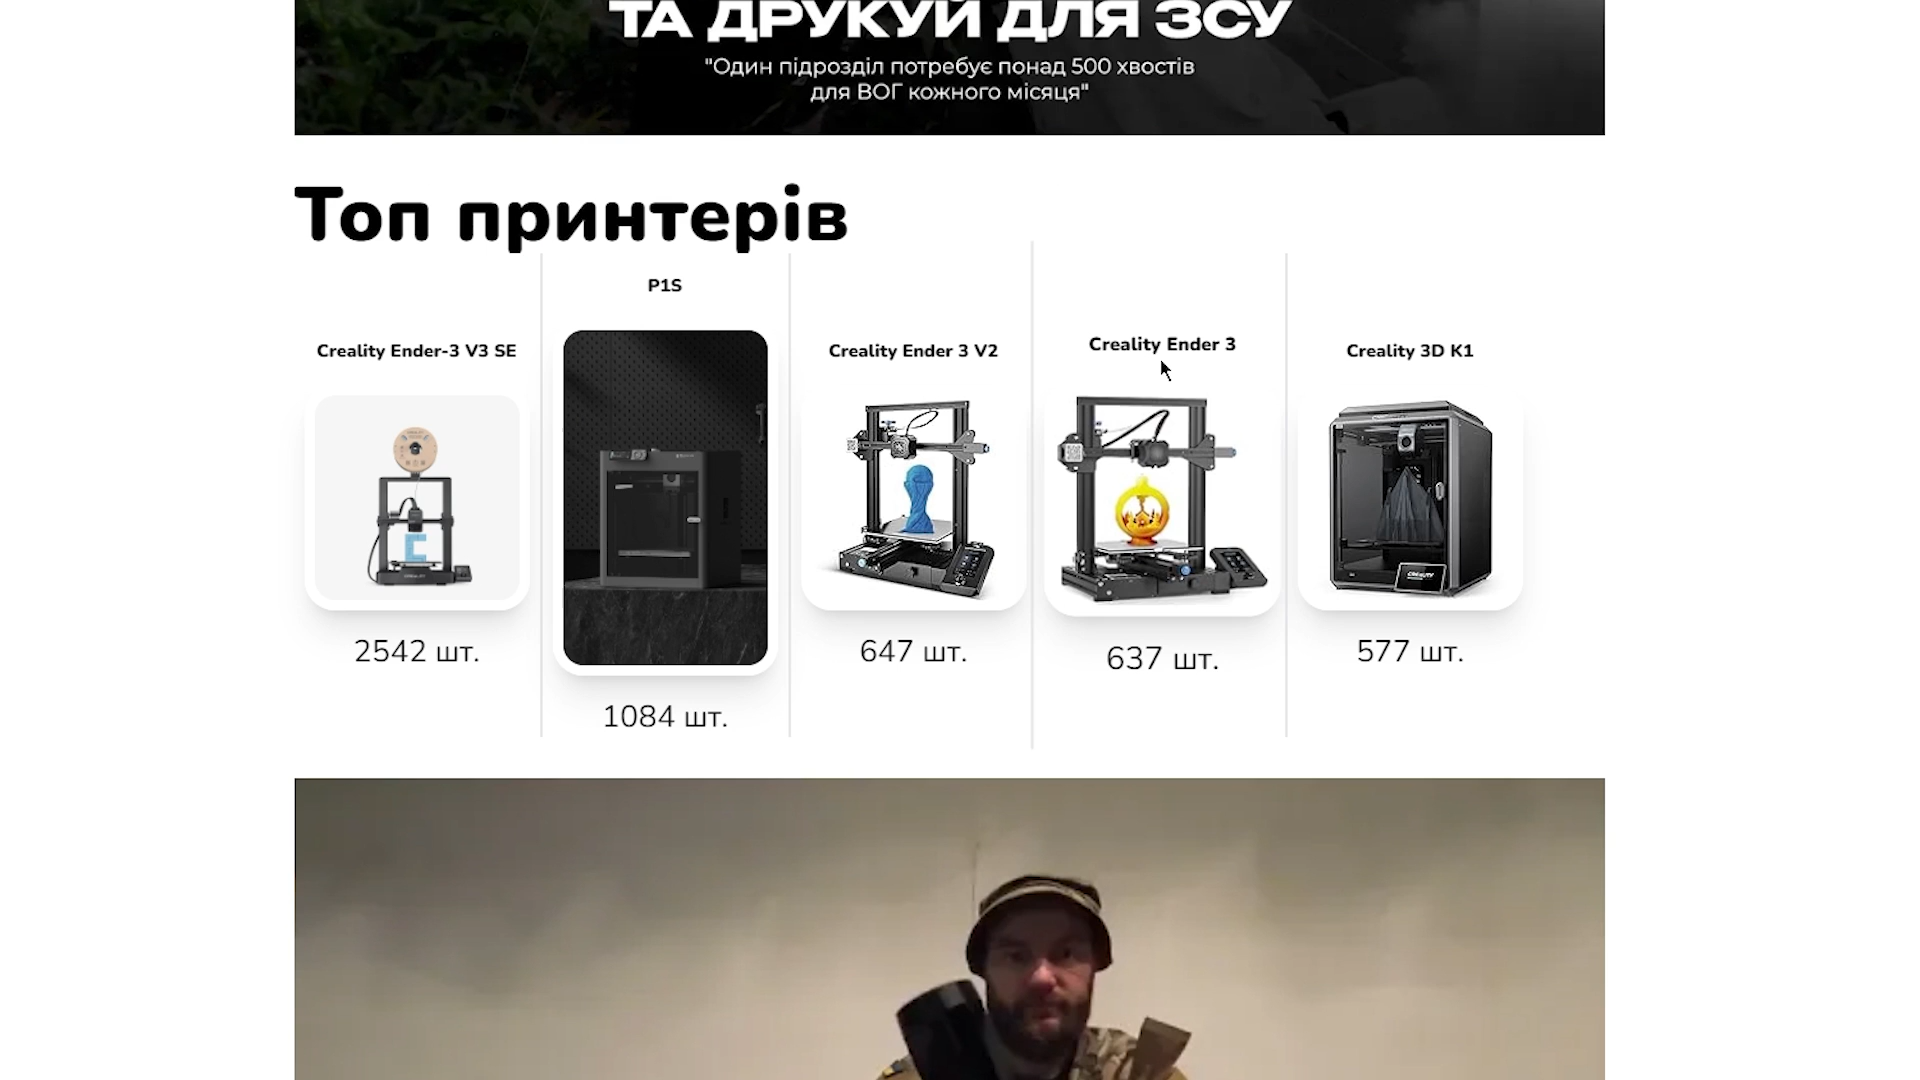 ТА ДРУКУЙ ДЛЯ ЗСУ
"Один підрозділ потребує понад 500 хвостів
для ВОГ кожного місяця"
Топ принтерів
Creality Ender-3 V3 SE
2542 шт.
P1S
1084 шт.
Creality Ender 3 V2
647 шт.
Creality Ender 3
637 шт.
Creality 3D K1
CREALITY
577 шт.